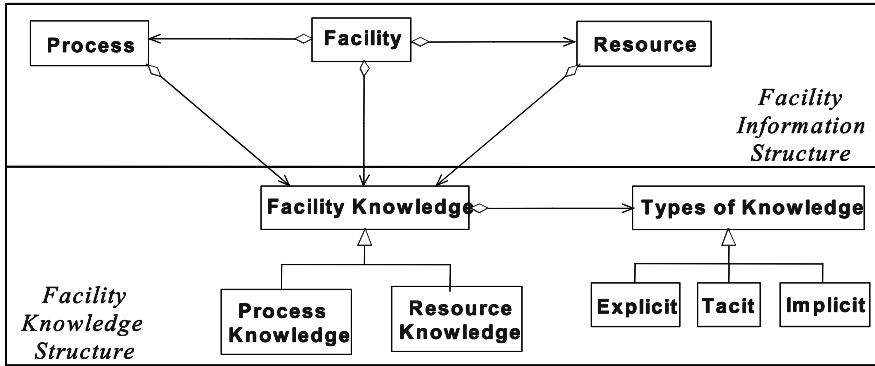 Process
Facility
Resource
Facility
Information
Structure
Facility Knowledge
Types of Knowledge
Facility
Knowledge
Structure
Process
Knowledge
Resource
Knowledge
Explicit
Tacit
Implicit